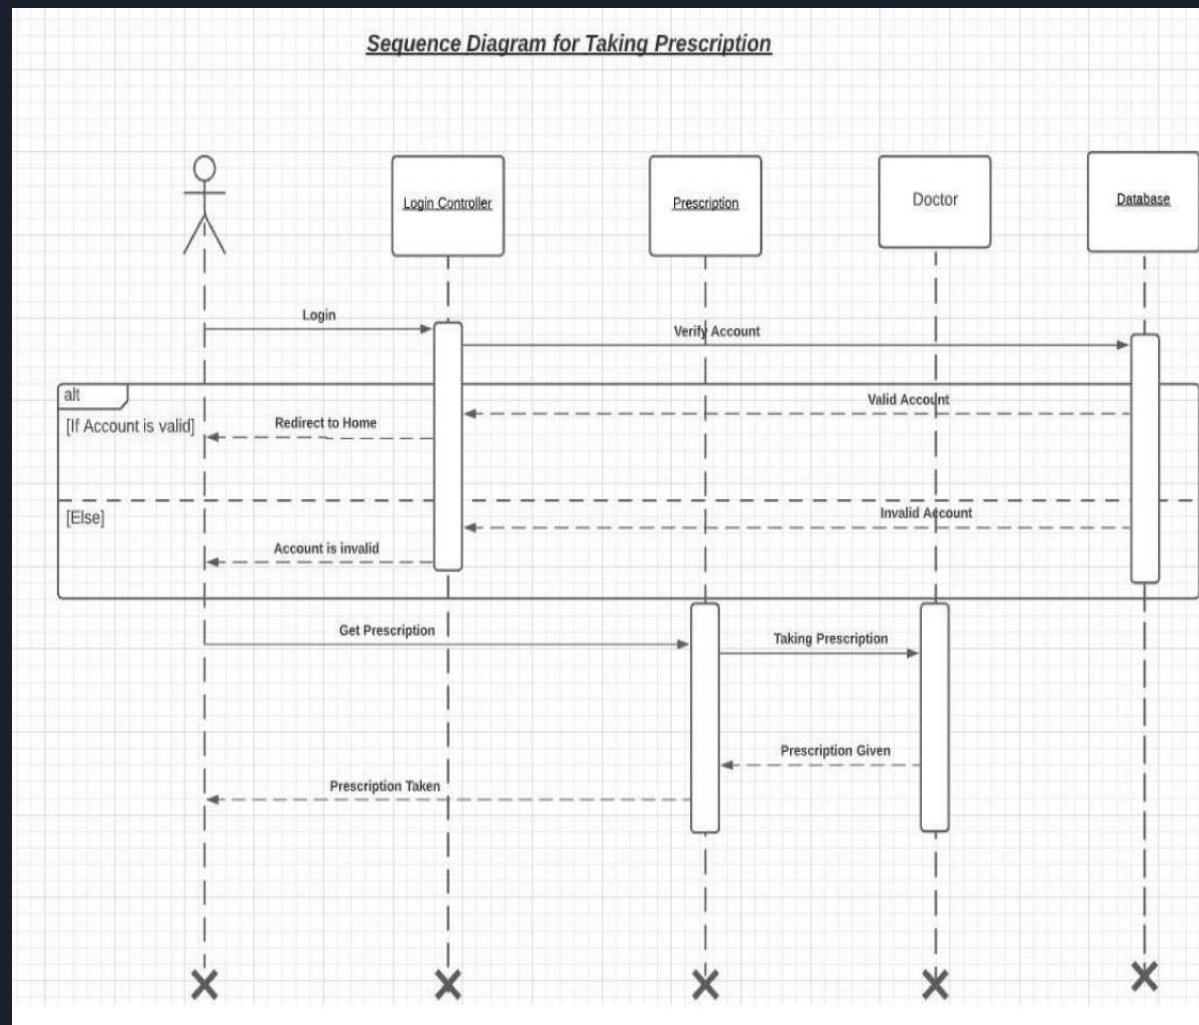 Sequence Diagram for Taking Prescription
Login Controller
Prescription
Doctor
Database
Login
Verify Account
alt
Valid Account
[If Account is valid]
Redirect to Home
[Else]
Invalid Account
Account is invalid
Get Prescription
Taking Prescription
Prescription Given
Prescription Taken